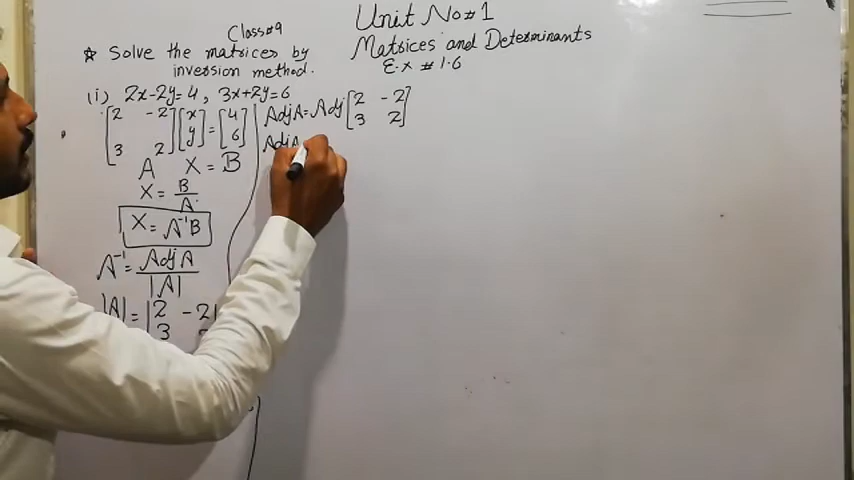 Class#9
Unit No#1
Matrices and Determinants
E.x # 1.6
☆ Solve the matrices by
inversion method.
(i) 2x-2y=4, 3x+2y=6
[2 -2] [x] = [4]
[3 2] [y] [6]
A X = B
X = B/A
X = A⁻¹B
A⁻¹ = Adj A / |A|
|A| = |2 -2|
3
Adj A = Adj [2 -2]
[3 2]
Adj A